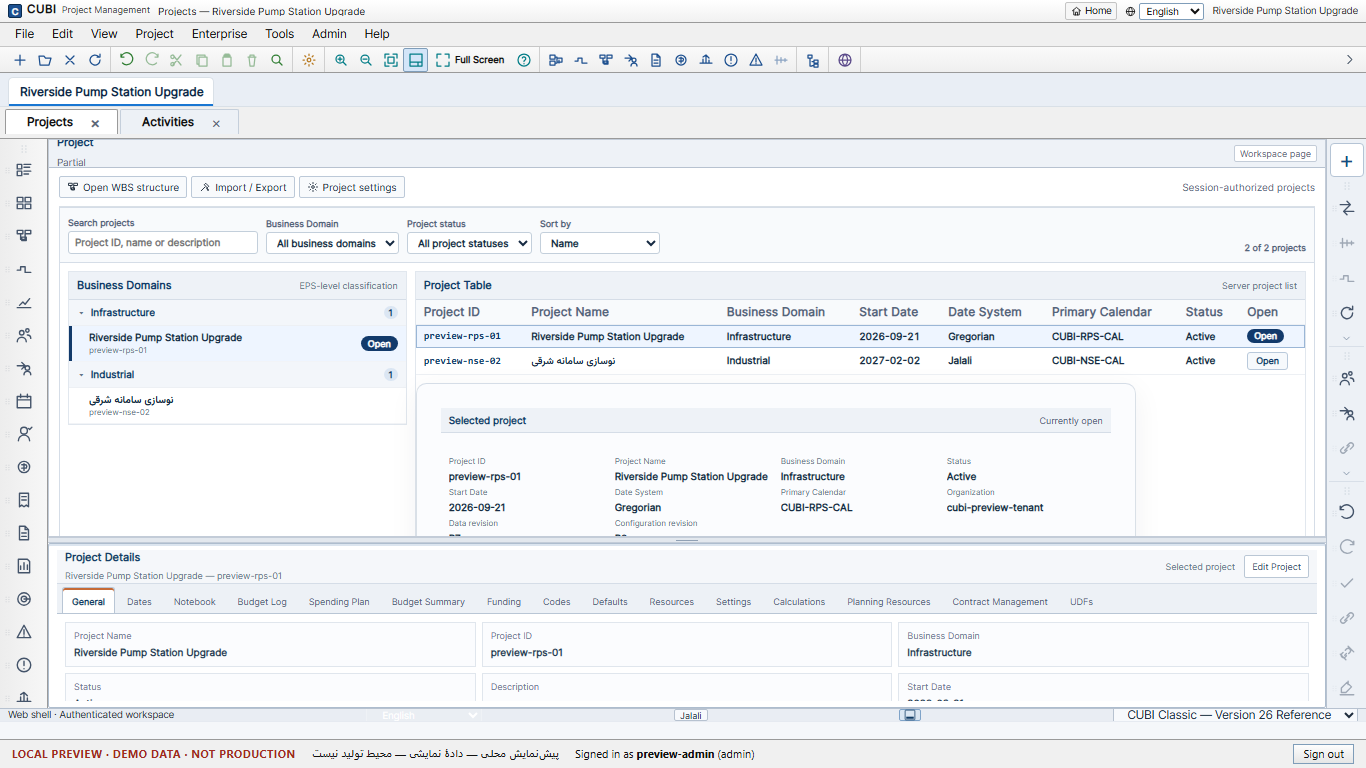 C CUBI Project Management Projects — Riverside Pump Station Upgrade Home English Riverside Pump Station Upgrade
File Edit View Project Enterprise Tools Admin Help
Full Screen
Riverside Pump Station Upgrade
Projects × Activities ×
Project
Partial
Workspace page
Open WBS structure Import / Export Project settings Session-authorized projects
Search projects Business Domain Project status Sort by
Project ID, name or description All business domains All project statuses Name 2 of 2 projects
Business Domains EPS-level classification
Infrastructure 1
Riverside Pump Station Upgrade
preview-rps-01
Open
Industrial 1
نوسازی سامانه شرقی
preview-nse-02
Project Table Server project list
Project ID Project Name Business Domain Start Date Date System Primary Calendar Status Open
preview-rps-01 Riverside Pump Station Upgrade Infrastructure 2026-09-21 Gregorian CUBI-RPS-CAL Active Open
preview-nse-02 نوسازی سامانه شرقی Industrial 2027-02-02 Jalali CUBI-NSE-CAL Active Open
Selected project Currently open
Project ID Project Name Business Domain Status
preview-rps-01 Riverside Pump Station Upgrade Infrastructure Active
Start Date Date System Primary Calendar Organization
2026-09-21 Gregorian CUBI-RPS-CAL cubi-preview-tenant
Data revision Configuration revision
Project Details
Riverside Pump Station Upgrade — preview-rps-01
Selected project Edit Project
General Dates Notebook Budget Log Spending Plan Budget Summary Funding Codes Defaults Resources Settings Calculations Planning Resources Contract Management UDFs
Project Name Project ID Business Domain
Riverside Pump Station Upgrade preview-rps-01 Infrastructure
Status Description Start Date
Web shell · Authenticated workspace English Jalali CUBI Classic — Version 26 Reference
LOCAL PREVIEW · DEMO DATA · NOT PRODUCTION پیش‌نمایش محلی — دادهٔ نمایشی — محیط تولید نیست Signed in as preview-admin (admin) Sign out